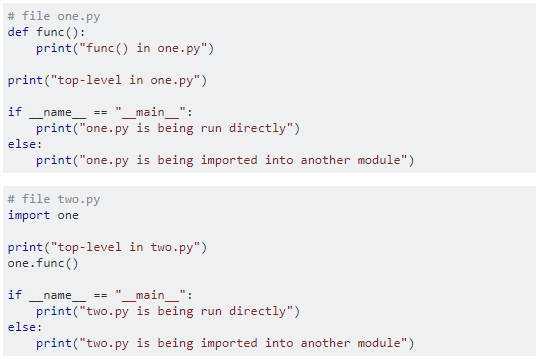 # file one.py
def func():
    print("func() in one.py")
print("top-level in one.py")
if __name__ == "__main__":
    print("one.py is being run directly")
else:
    print("one.py is being imported into another module")
# file two.py
import one
print("top-level in two.py")
one.func()
if __name__ == "__main__":
    print("two.py is being run directly")
else:
    print("two.py is being imported into another module")